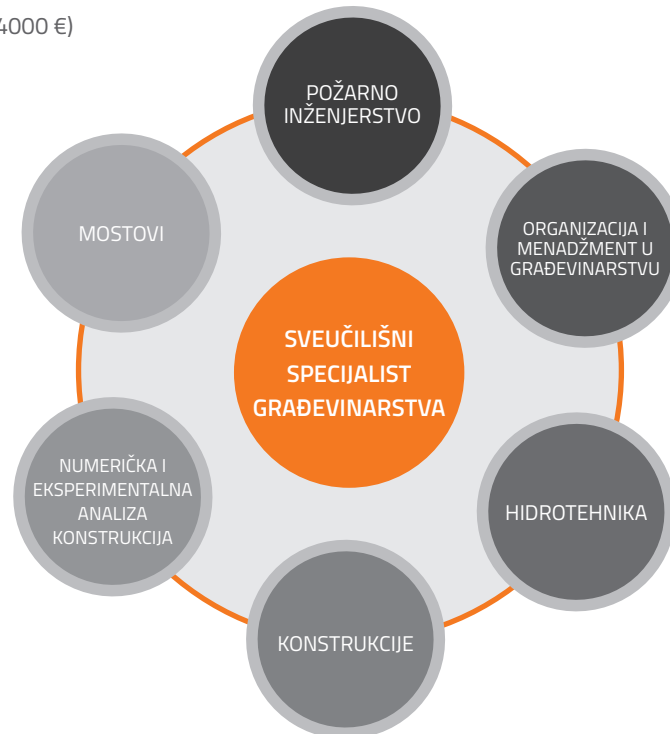 4000 €)
POŽARNO
INŽENJERSTVO
ORGANIZACIJA I
MENADŽMENT U
GRAĐEVINARSTVU
MOSTOVI
SVEUČILIŠNI
SPECIJALIST
GRAĐEVINARSTVA
NUMERIČKA I
EKSPERIMENTALNA
ANALIZA
KONSTRUKCIJA
HIDROTEHNIKA
KONSTRUKCIJE